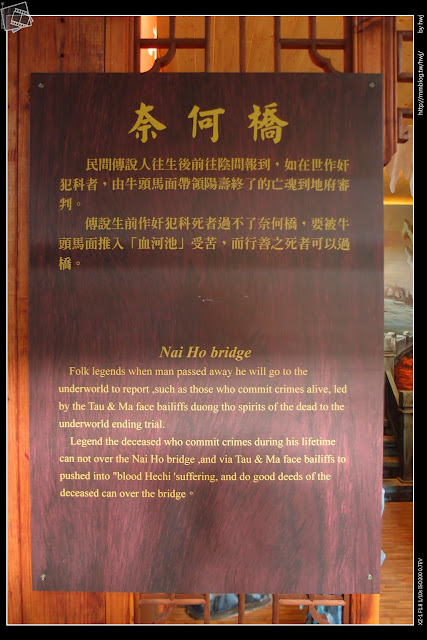 奈何橋
民間傳說人往生後前往陰間報到，如在世作奸
犯科者，由牛頭馬面帶領陽壽終了的亡魂到地府審
判。
傳說生前作奸犯科死者過不了奈何橋，要被牛
頭馬面推入「血河池」受苦，而行善之死者可以過
橋。
Nai Ho bridge
Folk legends when man passed away he will go to the
underworld to report ,such as those who commit crimes alive, led
by the Tau & Ma face bailiffs duong tho spirits of the dead to the
underworld ending trial.
Legend the deceased who commit crimes during his lifetime
can not over the Nai Ho bridge ,and via Tau & Ma face bailiffs to
pushed into "blood Hechi 'suffering, and do good deeds of the
deceased can over the bridge。
by hwj
http://mmblog.tw/hwj/